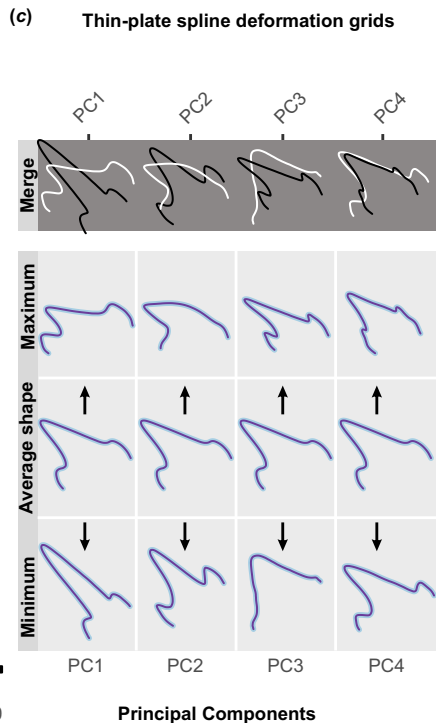 (c) Thin-plate spline deformation grids
PC1 PC2 PC3 PC4
Merge
Maximum
Average shape
Minimum
PC1 PC2 PC3 PC4
Principal Components